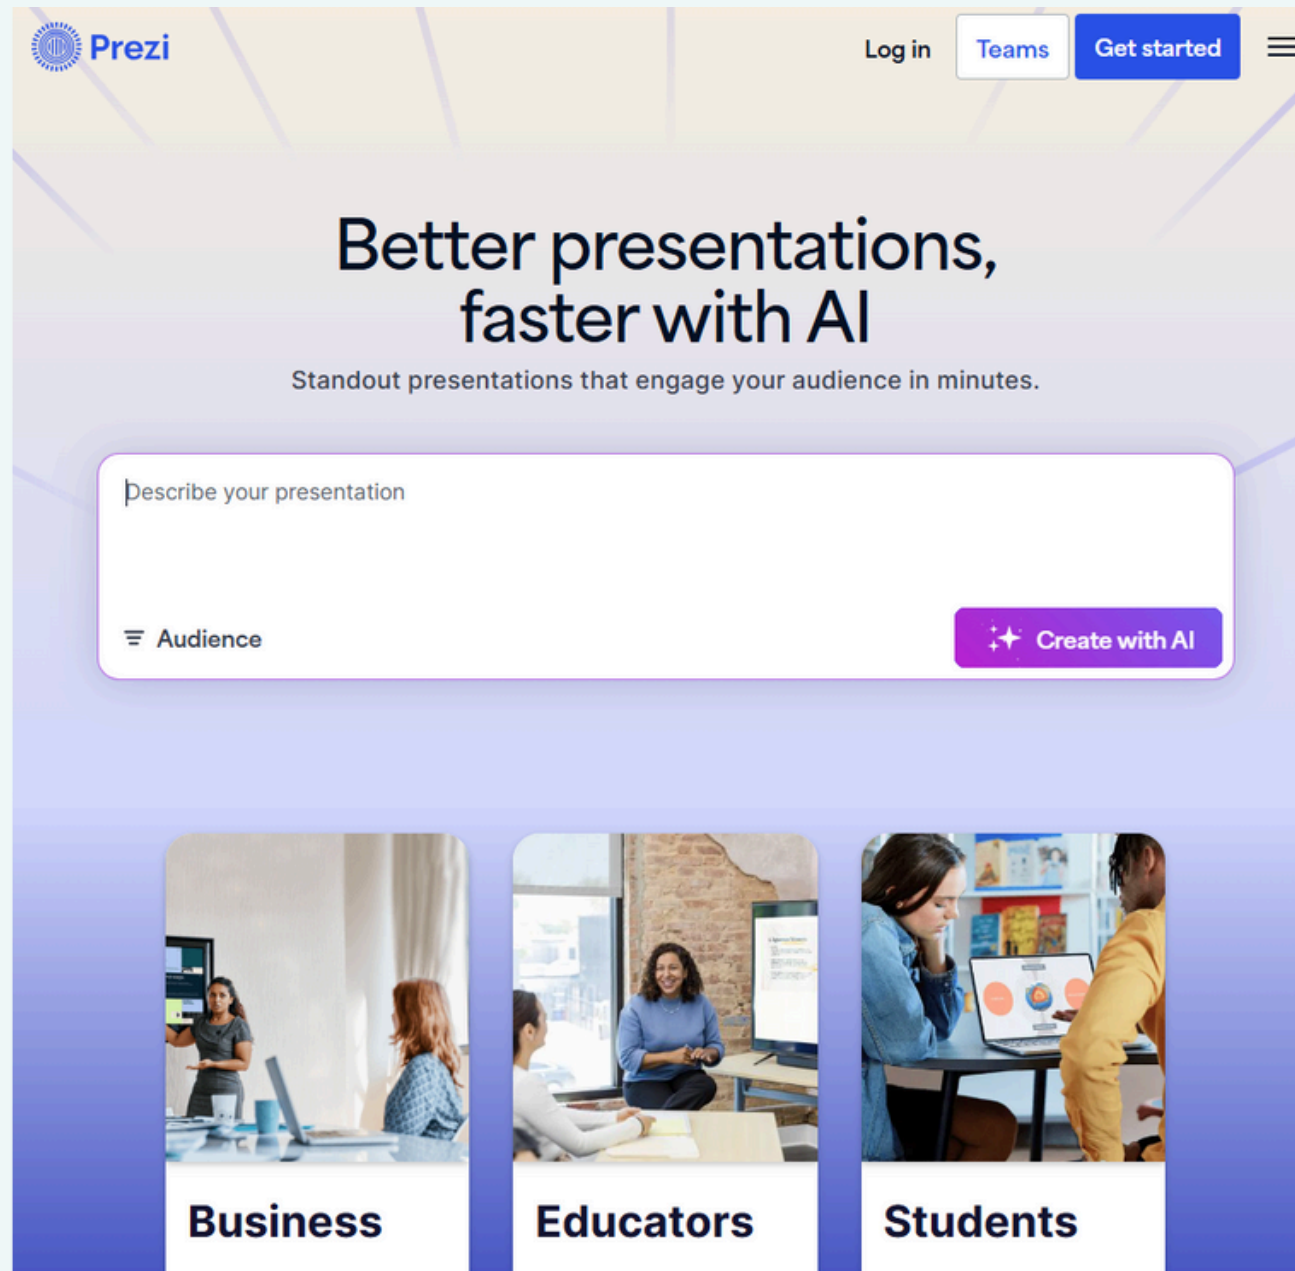 Prezi
Log in
Teams
Get started
Better presentations,
faster with AI
Standout presentations that engage your audience in minutes.
Describe your presentation
Audience
Create with AI
Business
Educators
Students